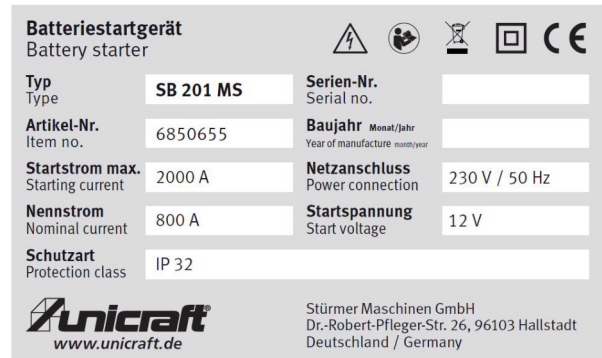 Batteriestartgerät
Battery starter
Typ
Type
SB 201 MS
Serien-Nr.
Serial no.
Artikel-Nr.
Item no.
6850655
Baujahr Monat/Jahr
Year of manufacture month/year
Startstrom max.
Starting current
2000 A
Netzanschluss
Power connection
230 V / 50 Hz
Nennstrom
Nominal current
800 A
Startspannung
Start voltage
12 V
Schutzart
Protection class
IP 32
unicraft®
www.unicraft.de
Stürmer Maschinen GmbH
Dr.-Robert-Pfleger-Str. 26, 96103 Hallstadt
Deutschland / Germany
CE